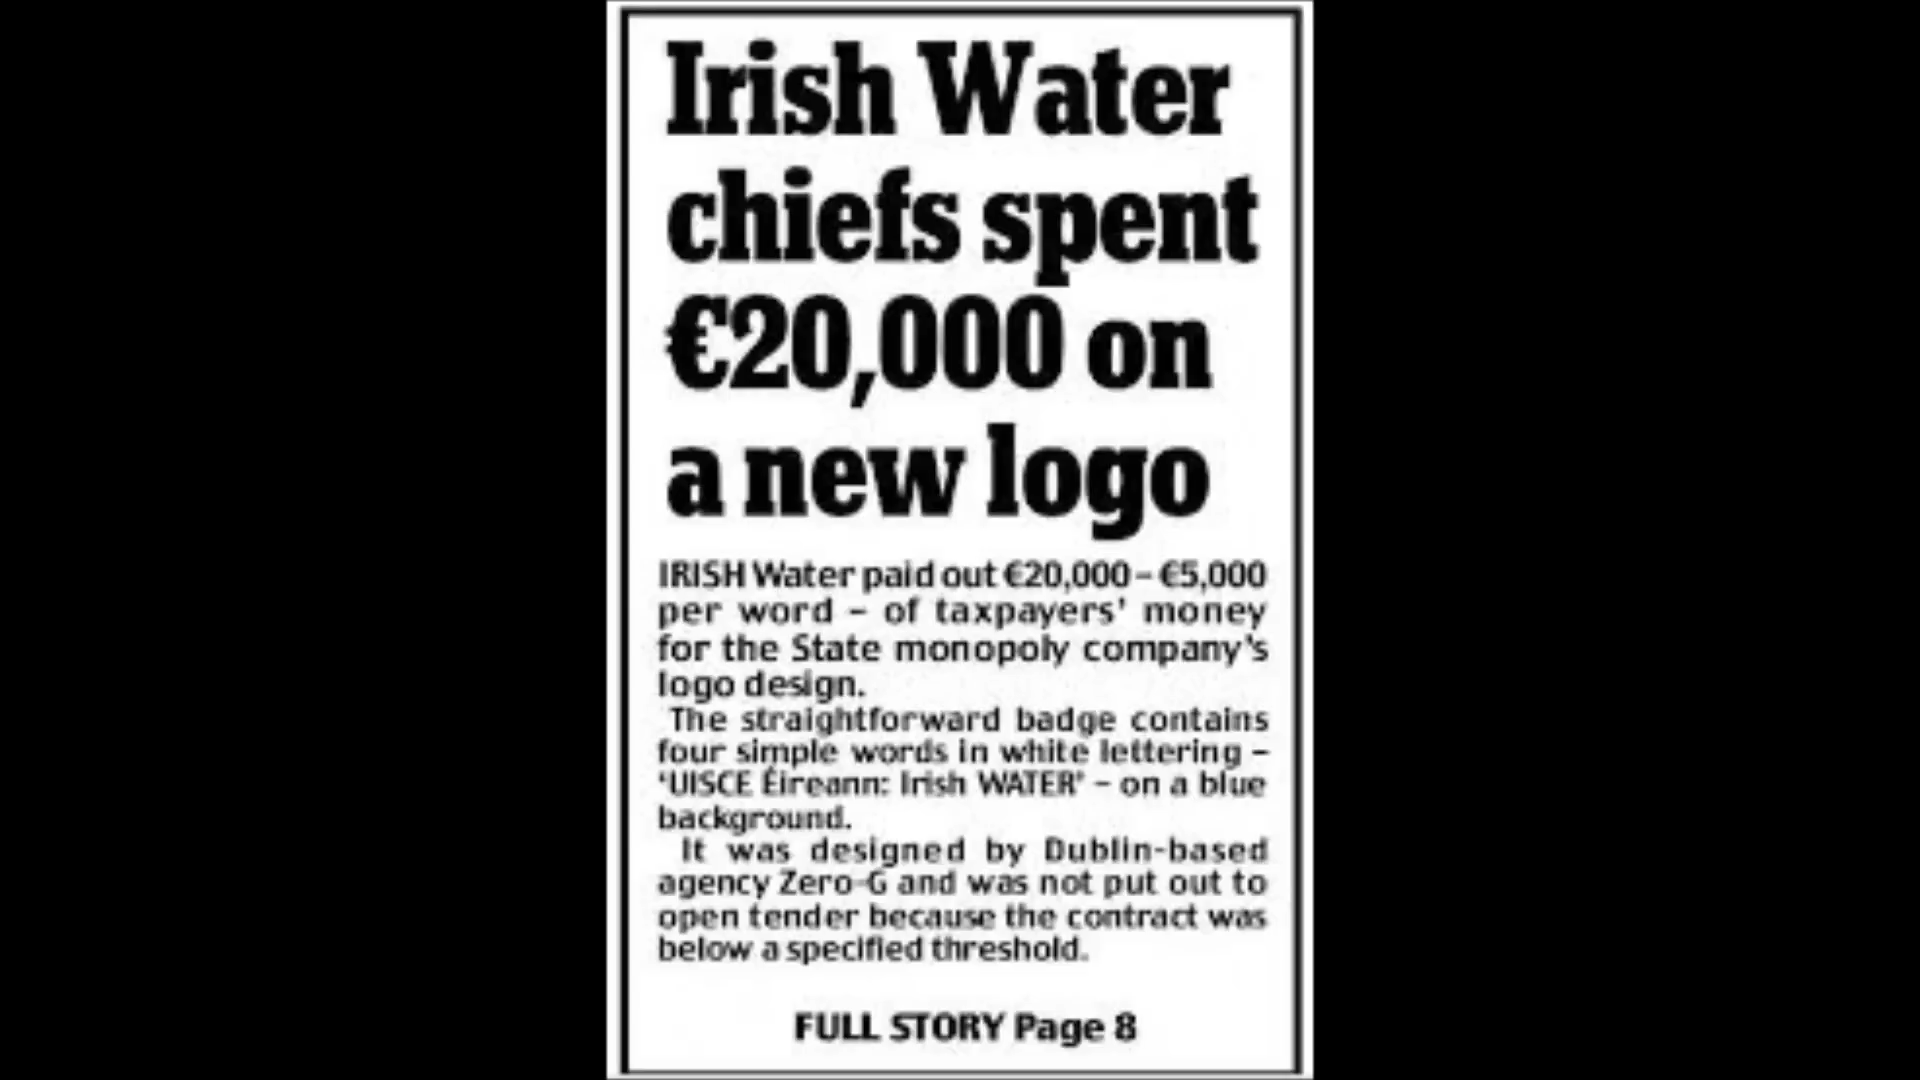 Irish Water
chiefs spent
€20,000 on
a new logo
IRISH Water paid out €20,000 – €5,000
per word – of taxpayers' money
for the State monopoly company's
logo design.
The straightforward badge contains
four simple words in white lettering –
‘UISCE Éireann: Irish WATER’ – on a blue
background.
It was designed by Dublin-based
agency Zero-G and was not put out to
open tender because the contract was
below a specified threshold.
FULL STORY Page 8